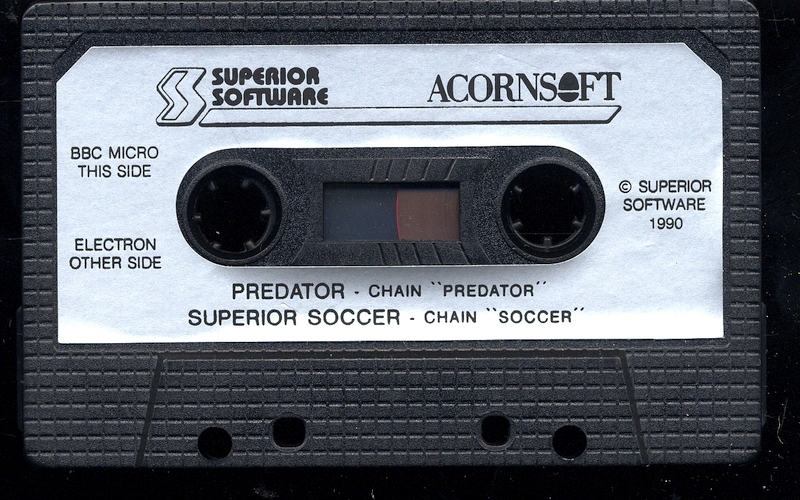 SUPERIOR
SOFTWARE
ACORNSOFT
BBC MICRO
THIS SIDE
ELECTRON
OTHER SIDE
© SUPERIOR
SOFTWARE
1990
PREDATOR - CHAIN ``PREDATOR´´
SUPERIOR SOCCER - CHAIN ``SOCCER´´